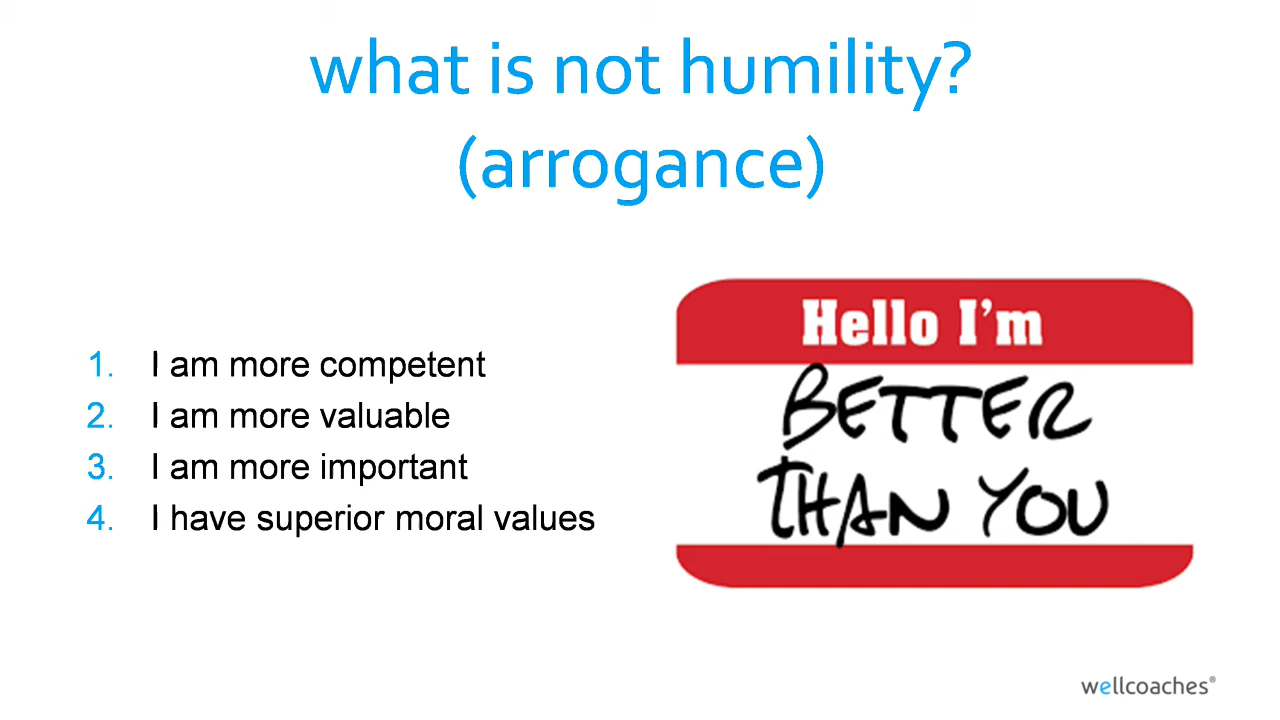 what is not humility?
(arrogance)
1. I am more competent
2. I am more valuable
3. I am more important
4. I have superior moral values
Hello I'm
BETTER
THAN YOU
wellcoaches®